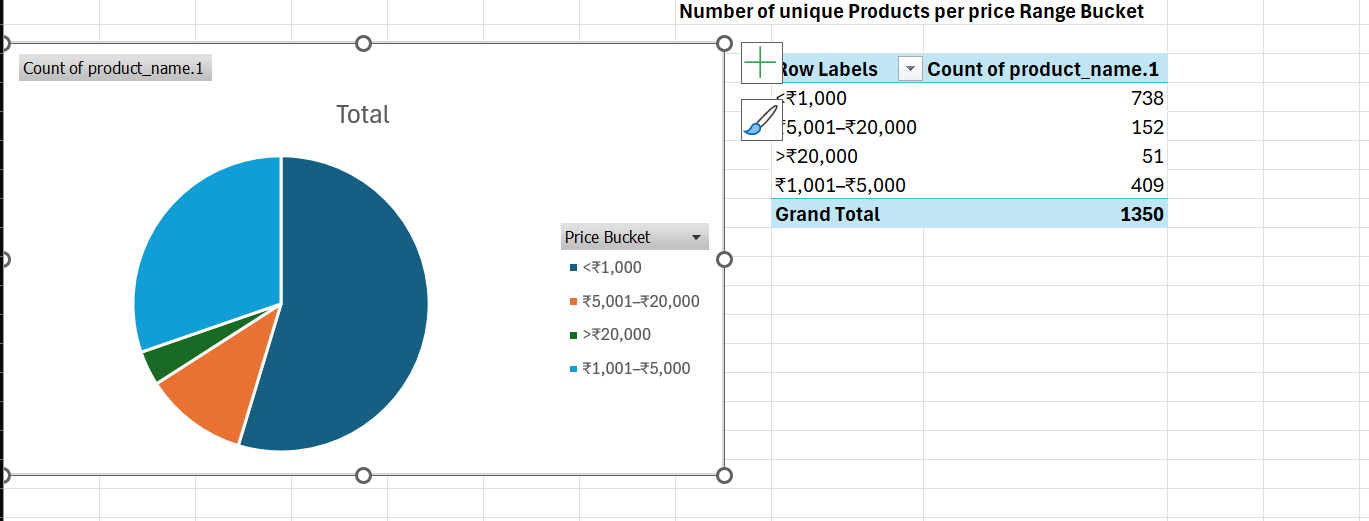 Number of unique Products per price Range Bucket
Count of product_name.1
Total
Price Bucket
<₹1,000
₹5,001–₹20,000
>₹20,000
₹1,001–₹5,000
Row Labels Count of product_name.1
<₹1,000 738
₹5,001–₹20,000 152
>₹20,000 51
₹1,001–₹5,000 409
Grand Total 1350